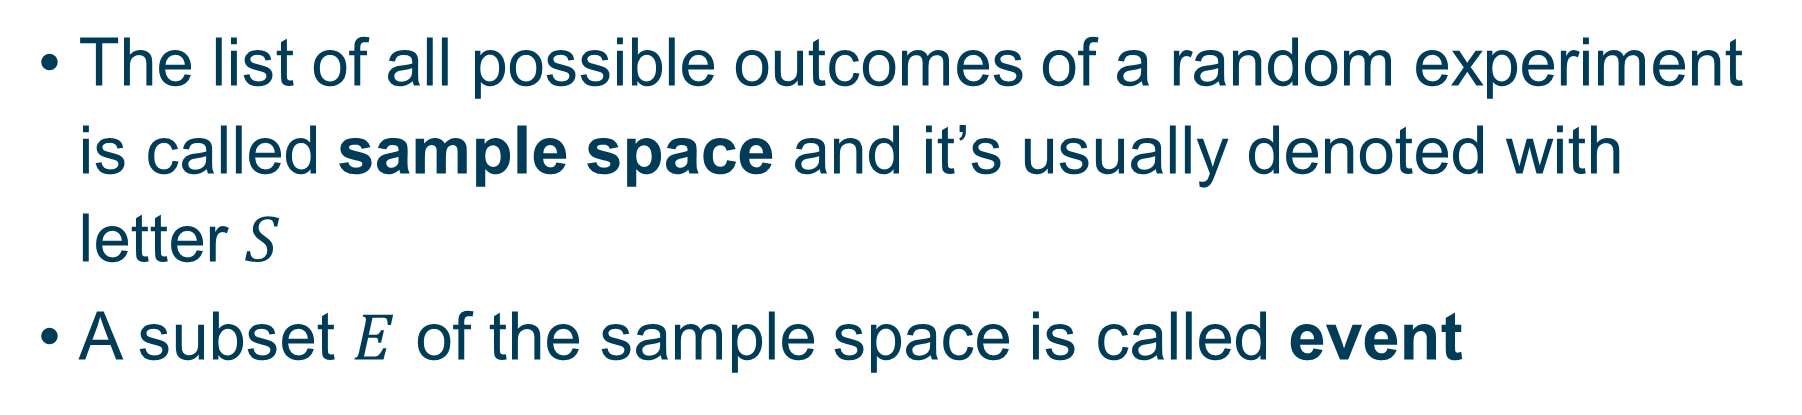 • The list of all possible outcomes of a random experiment
is called sample space and it’s usually denoted with
letter S
• A subset E of the sample space is called event